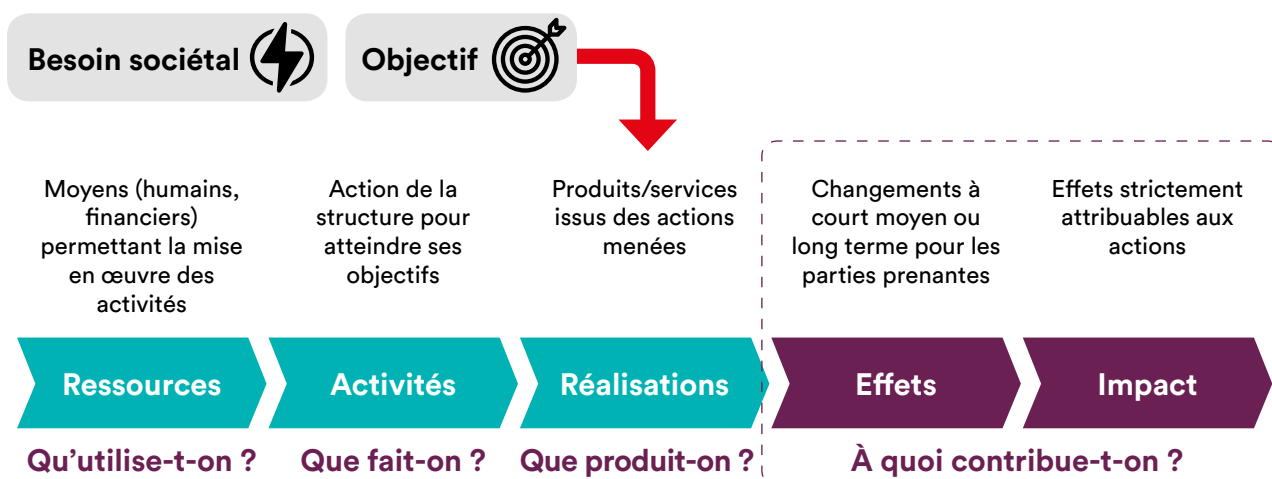 Besoin sociétal
Objectif
Moyens (humains,
financiers)
permettant la mise
en œuvre des
activités
Action de la
structure pour
atteindre ses
objectifs
Produits/services
issus des actions
menées
Changements à
court moyen ou
long terme pour les
parties prenantes
Effets strictement
attribuables aux
actions
Ressources
Activités
Réalisations
Effets
Impact
Qu’utilise-t-on ?
Que fait-on ?
Que produit-on ?
À quoi contribue-t-on ?